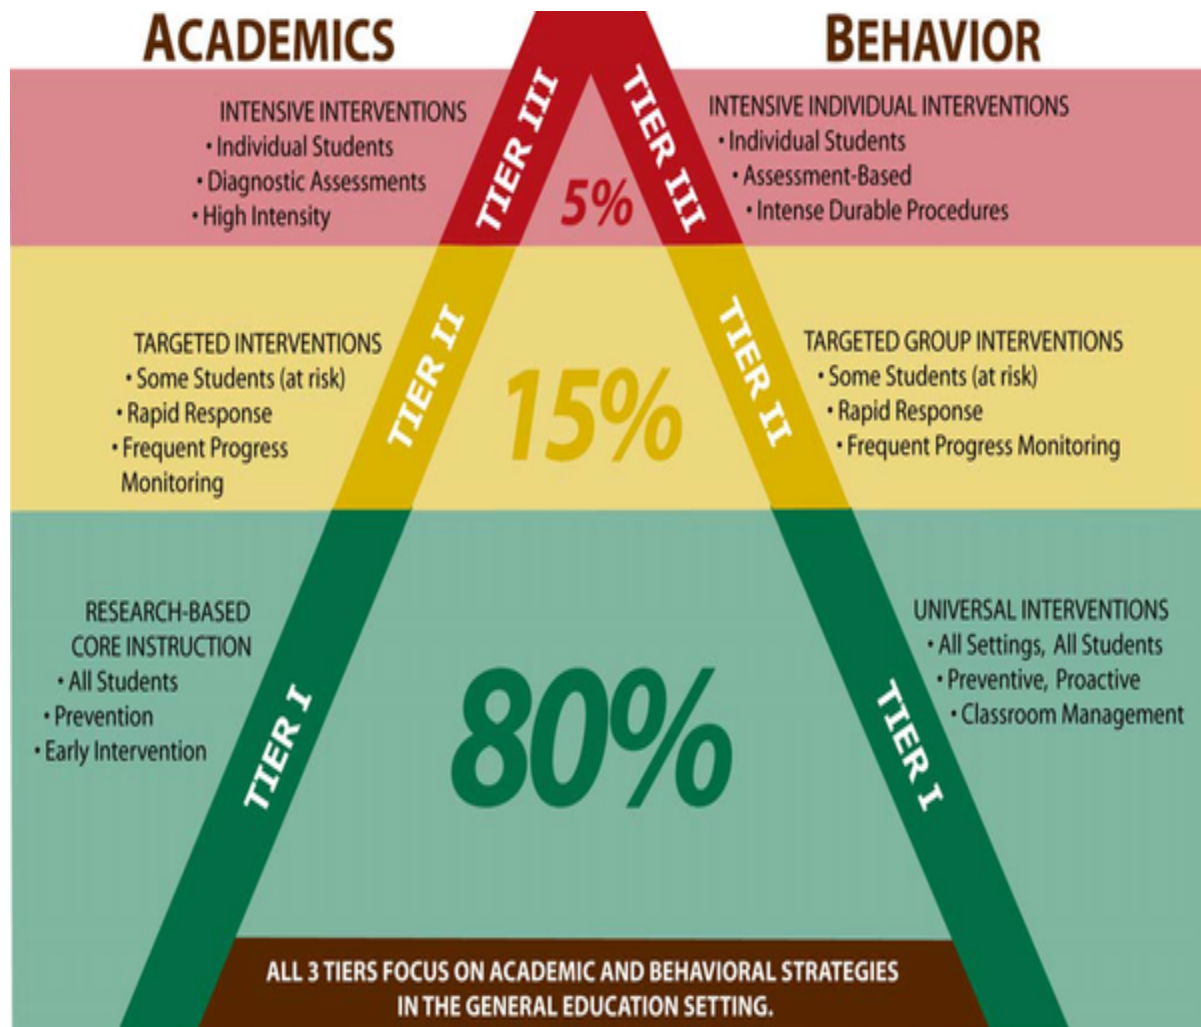 ACADEMICS
BEHAVIOR
TIER III
TIER III
INTENSIVE INTERVENTIONS
• Individual Students
• Diagnostic Assessments
• High Intensity
5%
INTENSIVE INDIVIDUAL INTERVENTIONS
• Individual Students
• Assessment-Based
• Intense Durable Procedures
TIER II
TIER II
TARGETED INTERVENTIONS
• Some Students (at risk)
• Rapid Response
• Frequent Progress
Monitoring
15%
TARGETED GROUP INTERVENTIONS
• Some Students (at risk)
• Rapid Response
• Frequent Progress Monitoring
RESEARCH-BASED
CORE INSTRUCTION
• All Students
• Prevention
• Early Intervention
TIER I
80%
TIER I
UNIVERSAL INTERVENTIONS
• All Settings, All Students
• Preventive, Proactive
• Classroom Management
ALL 3 TIERS FOCUS ON ACADEMIC AND BEHAVIORAL STRATEGIES
IN THE GENERAL EDUCATION SETTING.